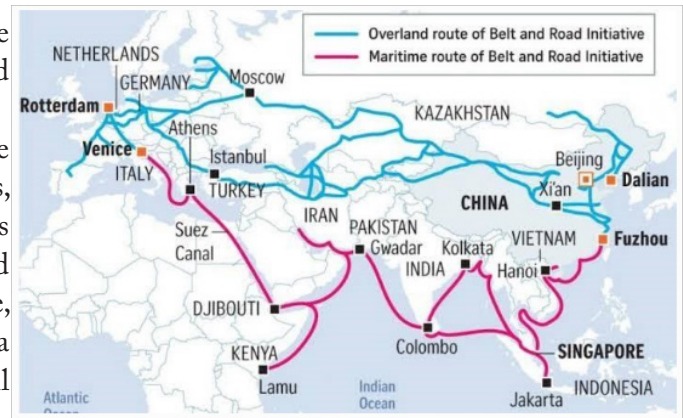 Overland route of Belt and Road Initiative
Maritime route of Belt and Road Initiative
NETHERLANDS
GERMANY
Moscow
Rotterdam
KAZAKHSTAN
Athens
Venice
Istanbul
Beijing
ITALY
TURKEY
Xi'an
Dalian
CHINA
IRAN
PAKISTAN
Suez
Canal
Gwadar
Kolkata
VIETNAM
Fuzhou
INDIA
Hanoi
DJIBOUTI
Colombo
SINGAPORE
KENYA
Lamu
Jakarta
INDONESIA
Atlantic
Indian
Ocean